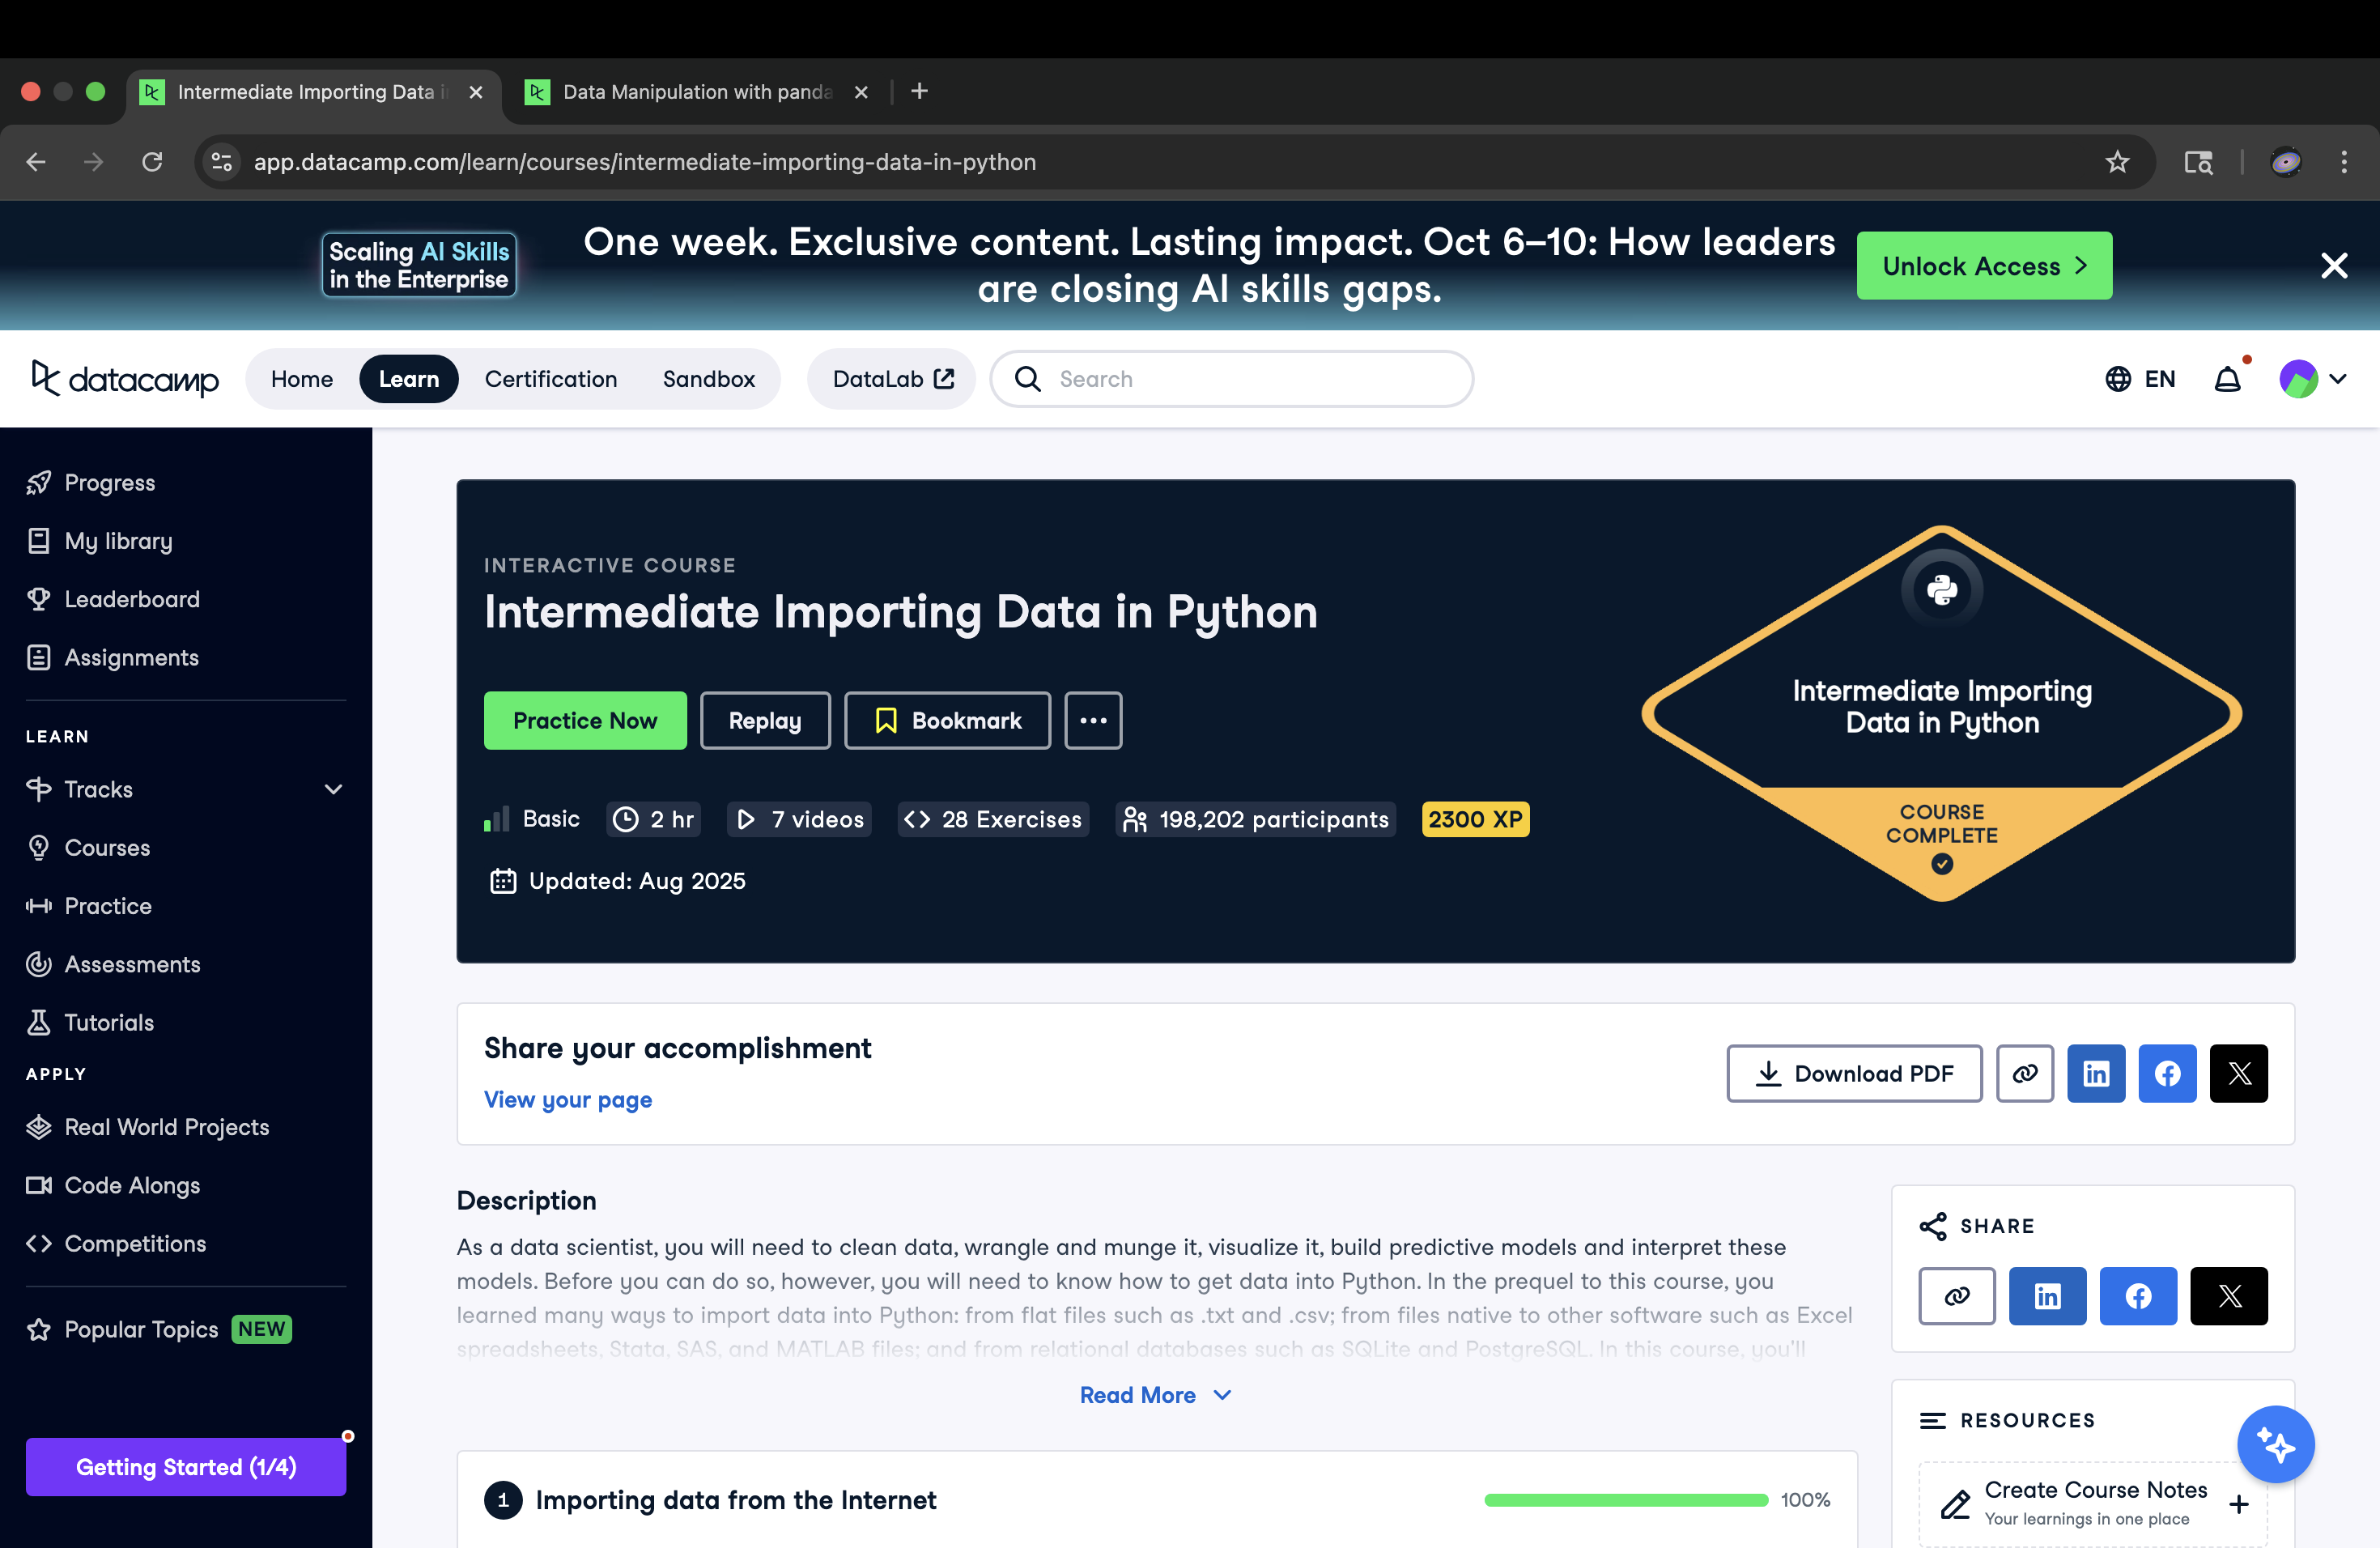 Intermediate Importing Data i
Data Manipulation with panda
app.datacamp.com/learn/courses/intermediate-importing-data-in-python
Scaling AI Skills
in the Enterprise
One week. Exclusive content. Lasting impact. Oct 6–10: How leaders
are closing AI skills gaps.
Unlock Access
datacamp
Home
Learn
Certification
Sandbox
DataLab
Search
EN
Progress
My library
Leaderboard
Assignments
LEARN
Tracks
Courses
Practice
Assessments
Tutorials
APPLY
Real World Projects
Code Alongs
Competitions
Popular Topics NEW
Getting Started (1/4)
INTERACTIVE COURSE
Intermediate Importing Data in Python
Practice Now
Replay
Bookmark
Basic
2 hr
7 videos
28 Exercises
198,202 participants
2300 XP
Updated: Aug 2025
Intermediate Importing
Data in Python
COURSE
COMPLETE
Share your accomplishment
View your page
Download PDF
Description
As a data scientist, you will need to clean data, wrangle and munge it, visualize it, build predictive models and interpret these
models. Before you can do so, however, you will need to know how to get data into Python. In the prequel to this course, you
learned many ways to import data into Python: from flat files such as .txt and .csv; from files native to other software such as Excel
spreadsheets, Stata, SAS, and MATLAB files; and from relational databases such as SQLite and PostgreSQL. In this course, you'll
Read More
1 Importing data from the Internet
100%
SHARE
RESOURCES
Create Course Notes
Your learnings in one place